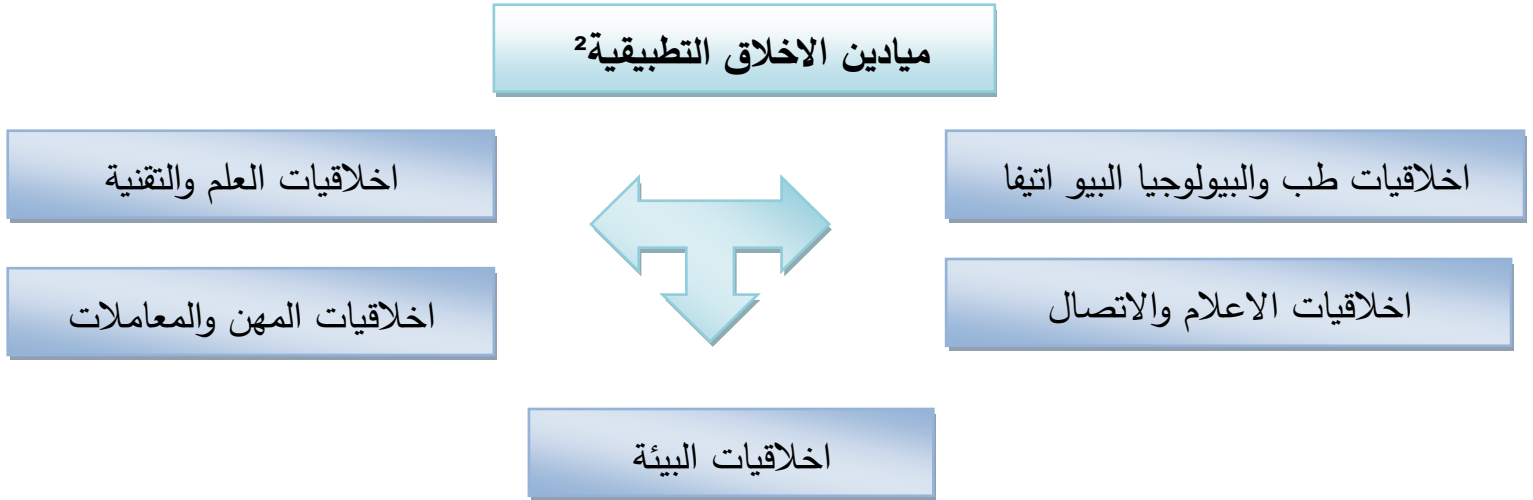 ميادين الاخلاق التطبيقية²
اخلاقيات طب والبيولوجيا البيو اتيفا
اخلاقيات العلم والتقنية
اخلاقيات الاعلام والاتصال
اخلاقيات المهن والمعاملات
اخلاقيات البيئة